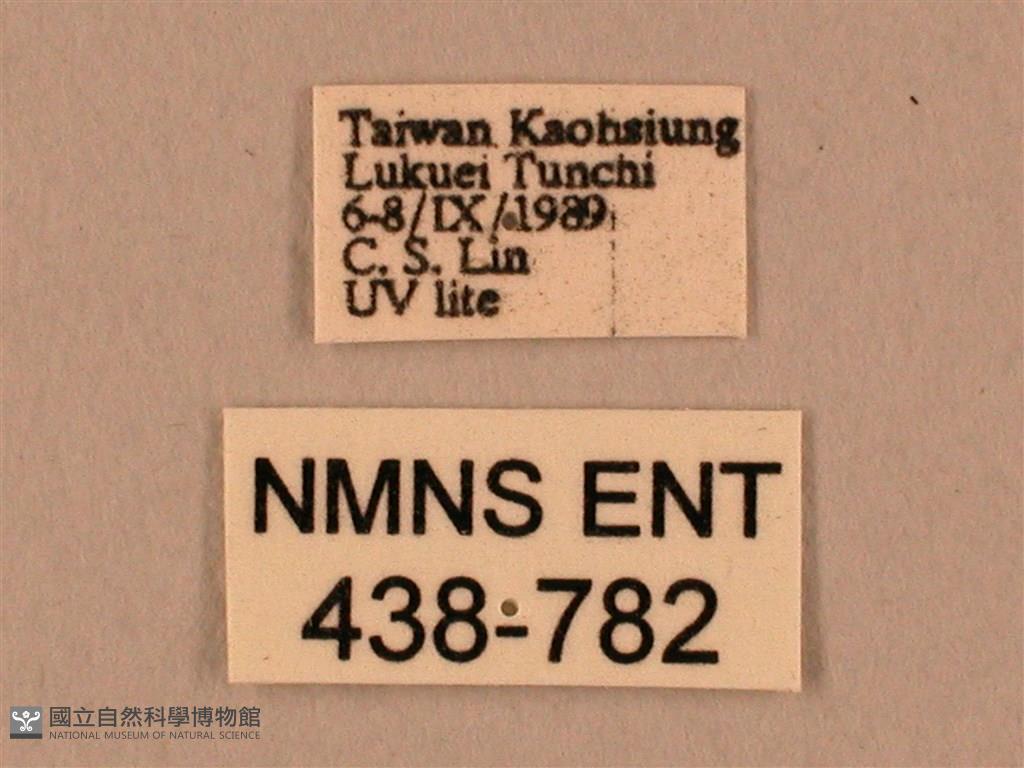 Taiwan Kaohsiung
Lukuei Tunchi
6-8/IX/1989
C. S. Lin
UV lite
NMNS ENT
438-782
國立自然科學博物館
NATIONAL MUSEUM OF NATURAL SCIENCE